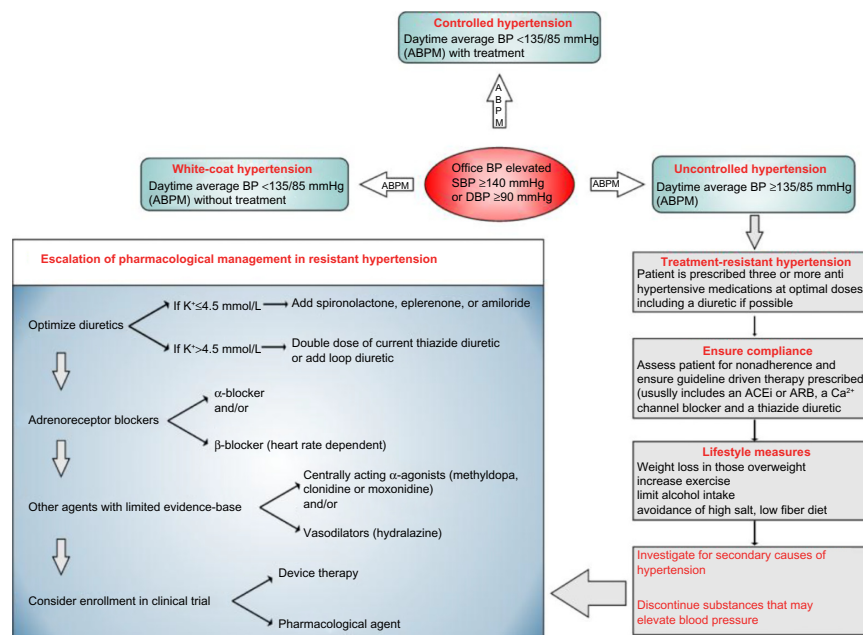 Controlled hypertension
Daytime average BP <135/85 mmHg
(ABPM) with treatment
A
B
P
M
White-coat hypertension
Daytime average BP <135/85 mmHg
(ABPM) without treatment
ABPM
Office BP elevated
SBP ≥140 mmHg
or DBP ≥90 mmHg
ABPM
Uncontrolled hypertension
Daytime average BP ≥135/85 mmHg
(ABPM)
Treatment-resistant hypertension
Patient is prescribed three or more anti
hypertensive medications at optimal doses
including a diuretic if possible
Ensure compliance
Assess patient for nonadherence and
ensure guideline driven therapy prescribed
(ususlly includes an ACEi or ARB, a Ca²⁺
channel blocker and a thiazide diuretic
Lifestyle measures
Weight loss in those overweight
increase exercise
limit alcohol intake
avoidance of high salt, low fiber diet
Investigate for secondary causes of
hypertension
Discontinue substances that may
elevate blood pressure
Escalation of pharmacological management in resistant hypertension
Optimize diuretics
If K⁺≤4.5 mmol/L
Add spironolactone, eplerenone, or amiloride
If K⁺>4.5 mmol/L
Double dose of current thiazide diuretic
or add loop diuretic
Adrenoreceptor blockers
α-blocker
and/or
β-blocker (heart rate dependent)
Other agents with limited evidence-base
Centrally acting α-agonists (methyldopa,
clonidine or moxonidine)
and/or
Vasodilators (hydralazine)
Consider enrollment in clinical trial
Device therapy
Pharmacological agent